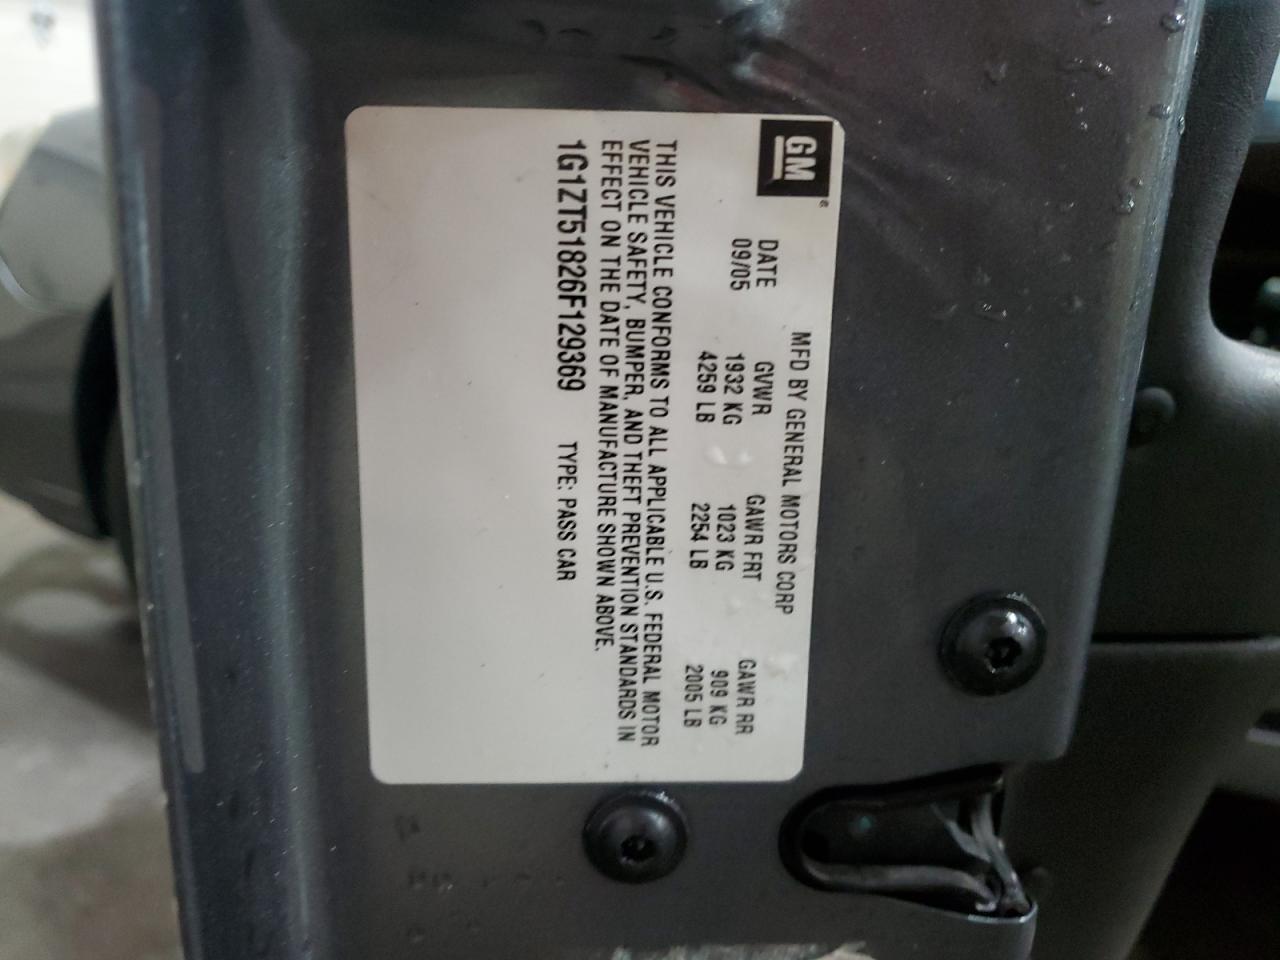 GM
®
MFD BY GENERAL MOTORS CORP
DATE GVWR GAWR FRT GAWR RR
09/05 1932 KG 1023 KG 909 KG
4259 LB 2254 LB 2005 LB
THIS VEHICLE CONFORMS TO ALL APPLICABLE U.S. FEDERAL MOTOR
VEHICLE SAFETY, BUMPER, AND THEFT PREVENTION STANDARDS IN
EFFECT ON THE DATE OF MANUFACTURE SHOWN ABOVE.
1G1ZT51826F129369 TYPE: PASS CAR